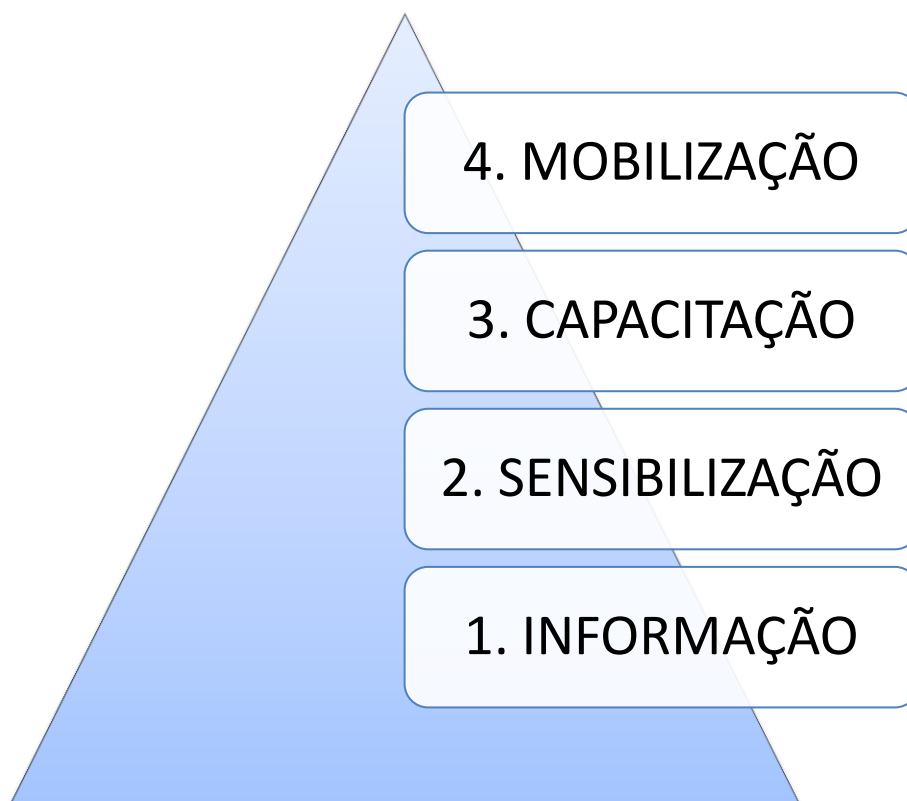 4. MOBILIZAÇÃO
3. CAPACITAÇÃO
2. SENSIBILIZAÇÃO
1. INFORMAÇÃO